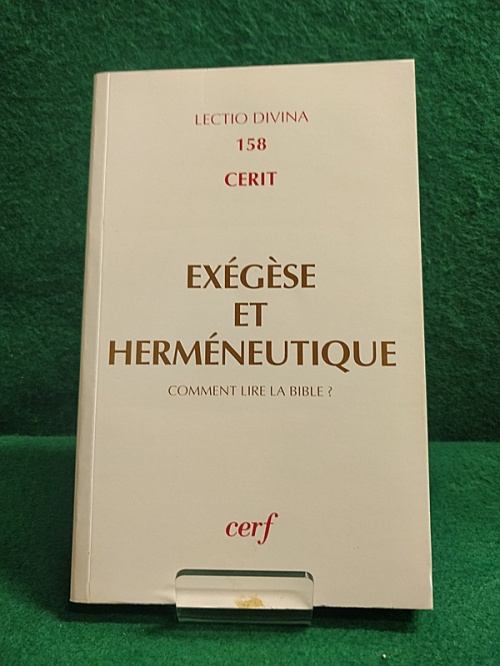 LECTIO DIVINA
158
CERIT
EXÉGÈSE
ET
HERMÉNEUTIQUE
COMMENT LIRE LA BIBLE ?
cerf